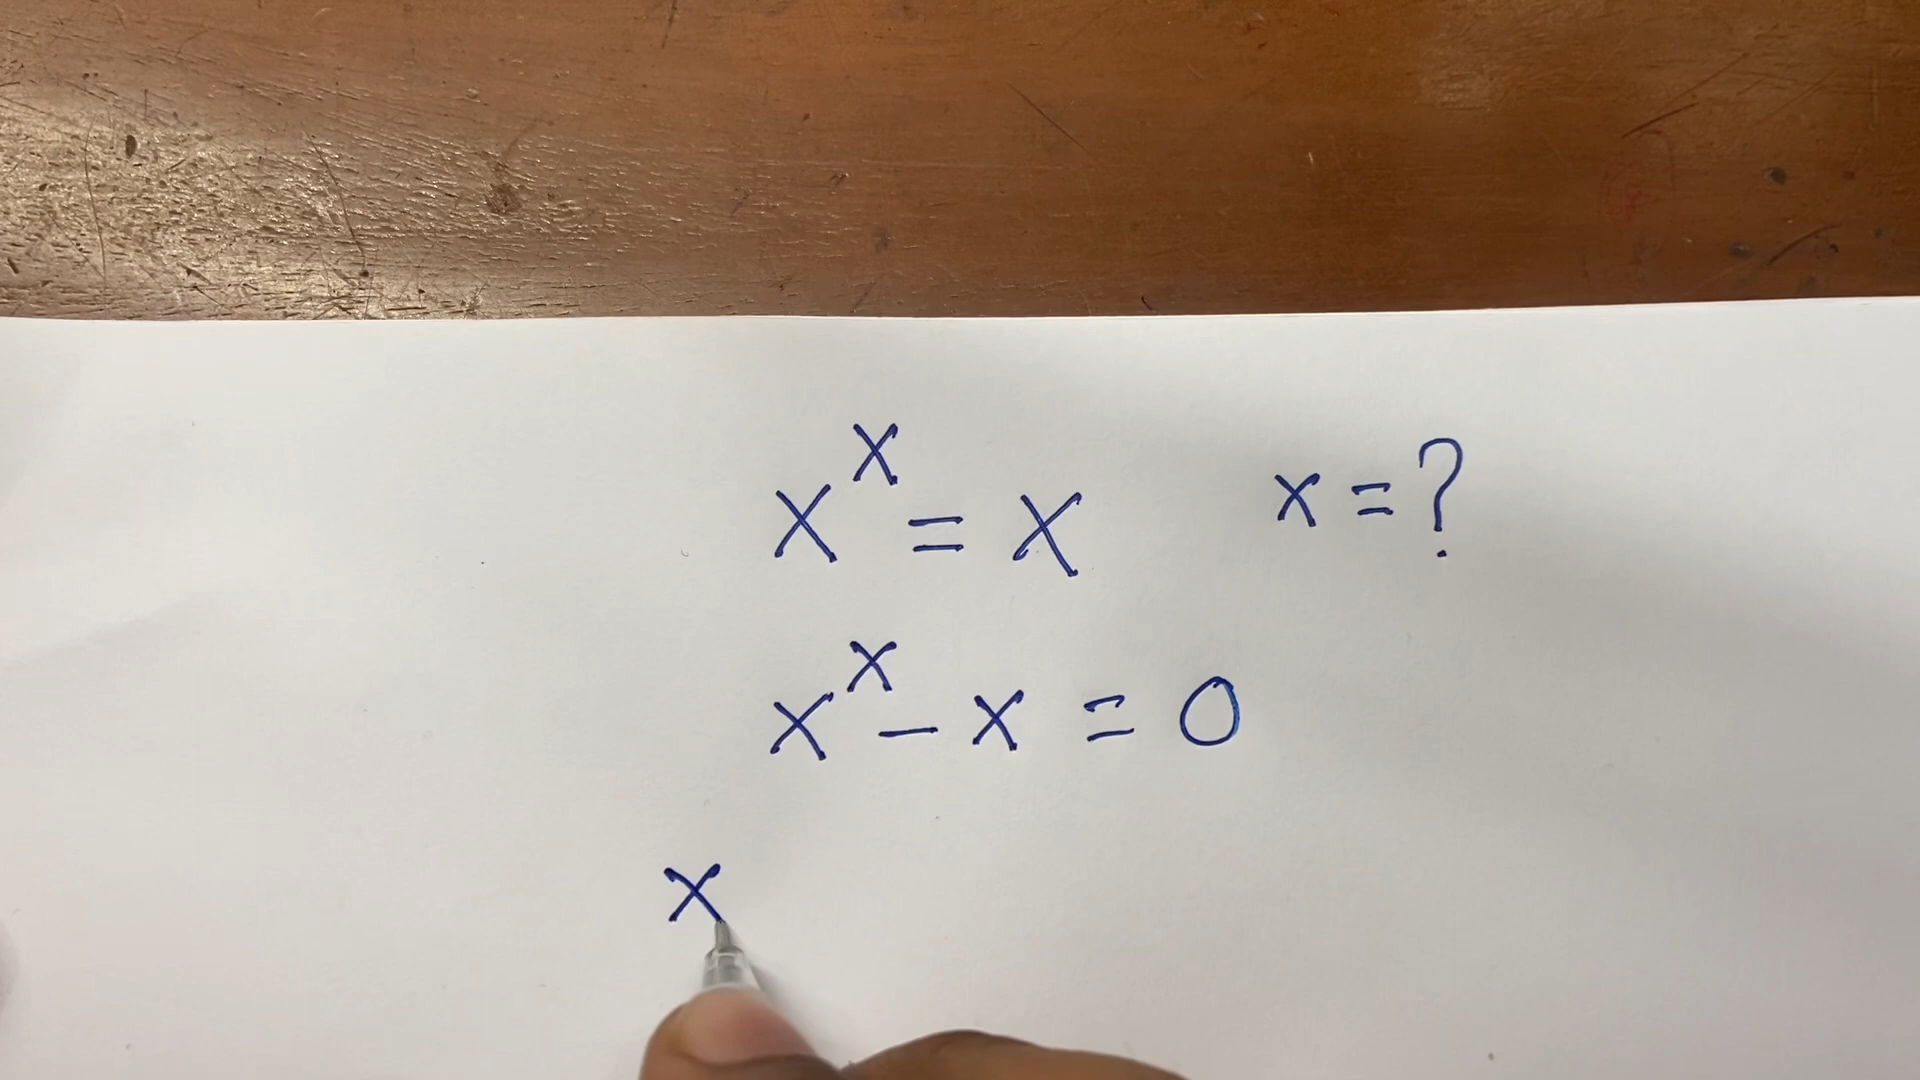 x^x = x    x = ?
x^x - x = 0
x